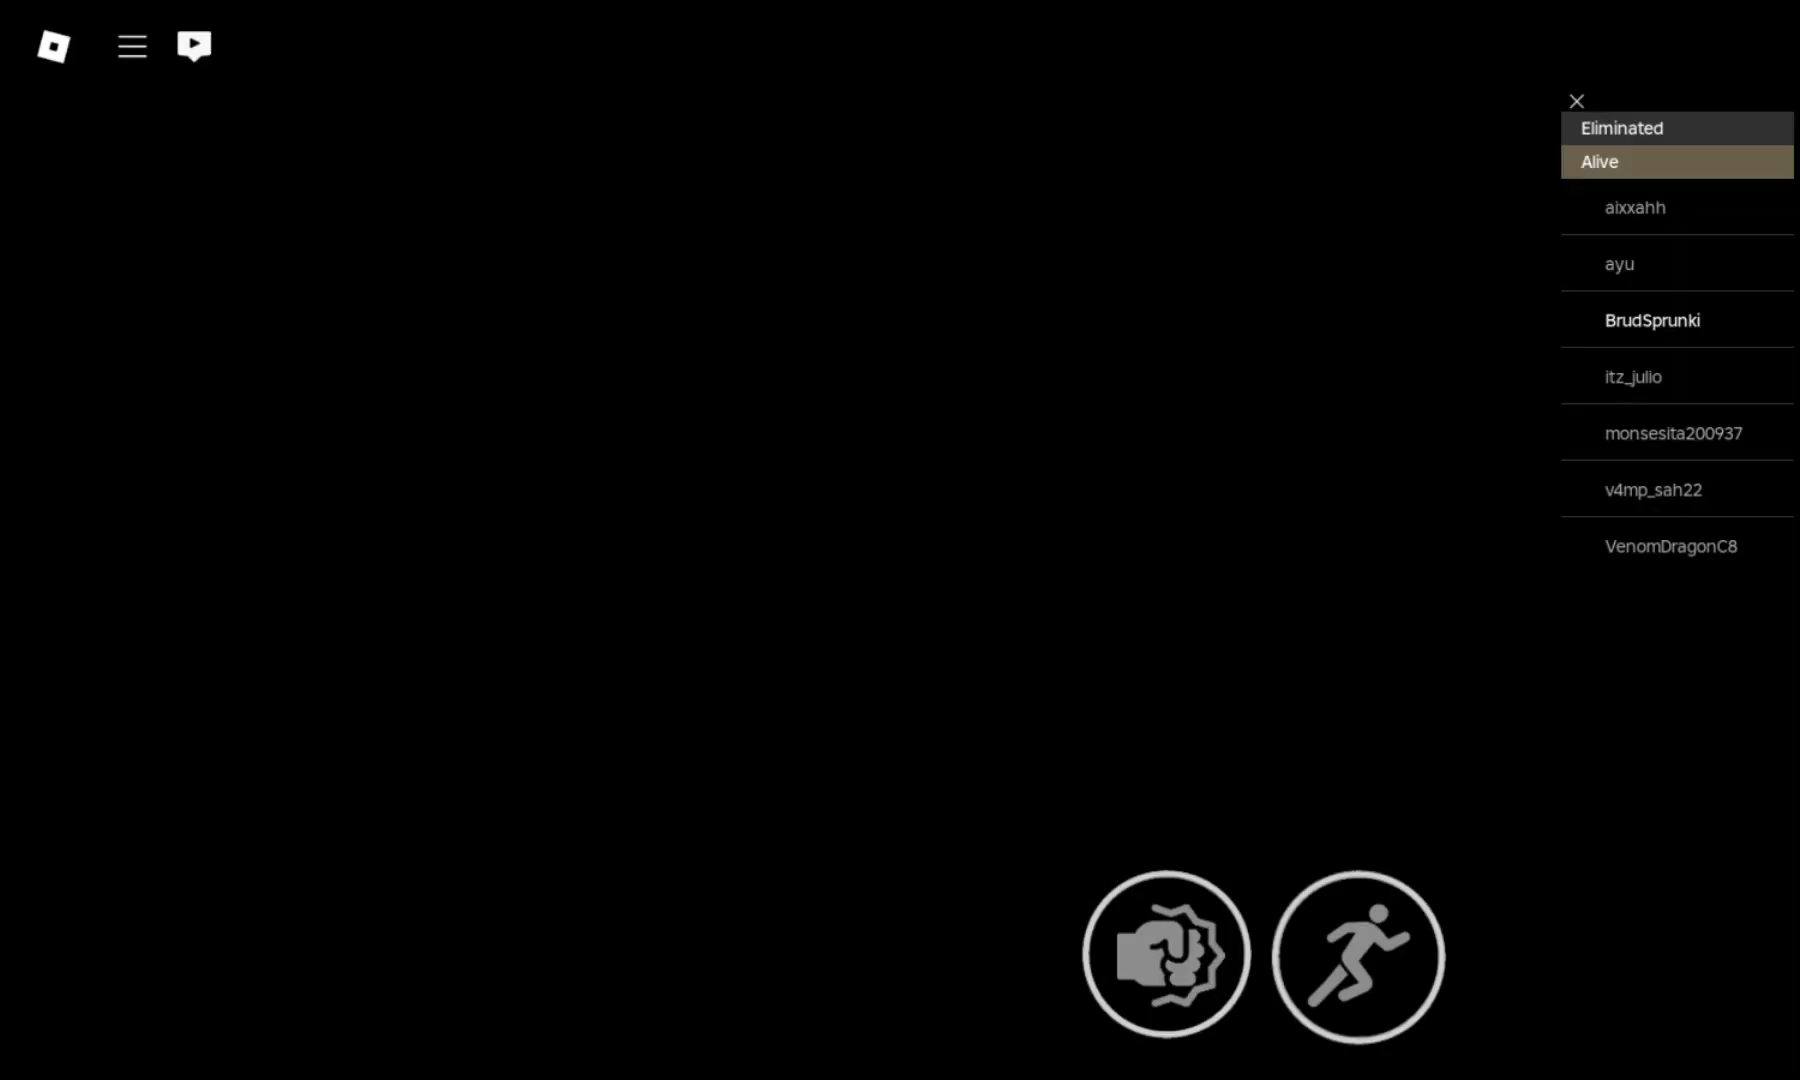 Eliminated
Alive
aixxahh
ayu
BrudSprunki
itz_julio
monsesita200937
v4mp_sah22
VenomDragonC8